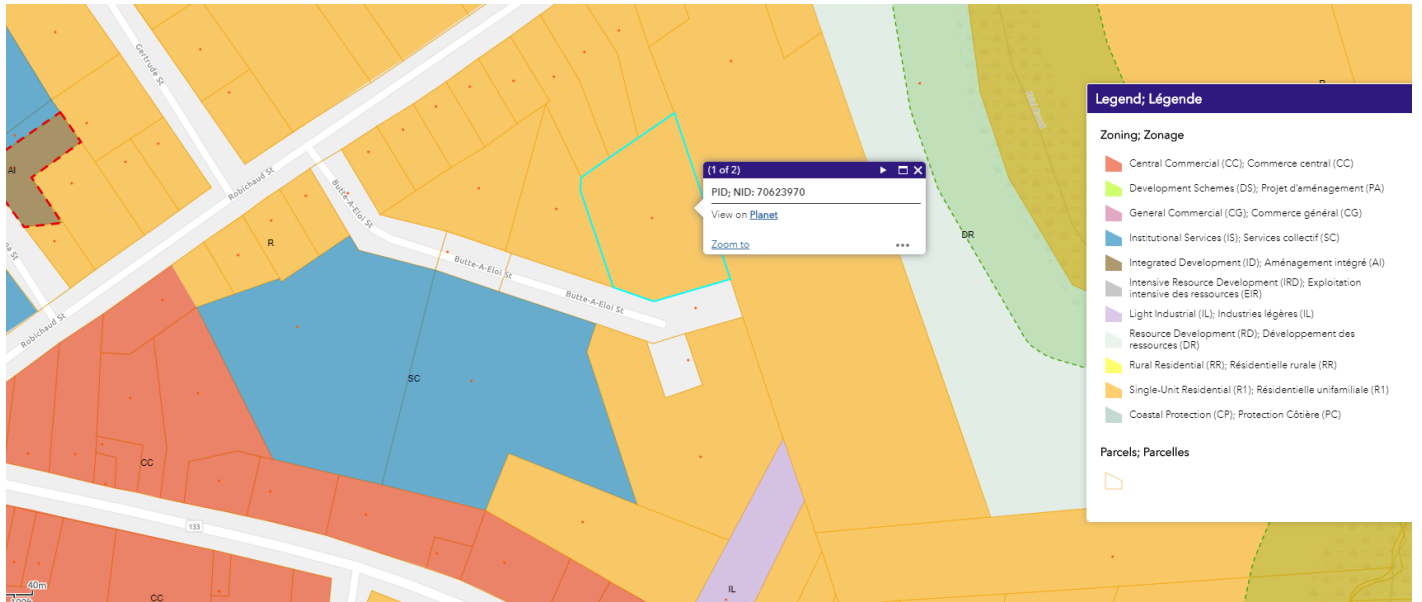 Gertrude St
AI
Robichaud St
Butte-A-Eloi St
R
Butte-A-Eloi St
Butte-A-Eloi St
Robichaud St
SC
CC
133
CC
IL
DR
40m
(1 of 2)
PID; NID: 70623970
View on Planet
Zoom to
Legend; Légende
Zoning; Zonage
Central Commercial (CC); Commerce central (CC)
Development Schemes (DS); Projet d'aménagement (PA)
General Commercial (CG); Commerce général (CG)
Institutional Services (IS); Services collectif (SC)
Integrated Development (ID); Aménagement intégré (AI)
Intensive Resource Development (IRD); Exploitation
intensive des ressources (EIR)
Light Industrial (IL); Industries légères (IL)
Resource Development (RD); Développement des
ressources (DR)
Rural Residential (RR); Résidentielle rurale (RR)
Single-Unit Residential (R1); Résidentielle unifamiliale (R1)
Coastal Protection (CP); Protection Côtière (PC)
Parcels; Parcelles